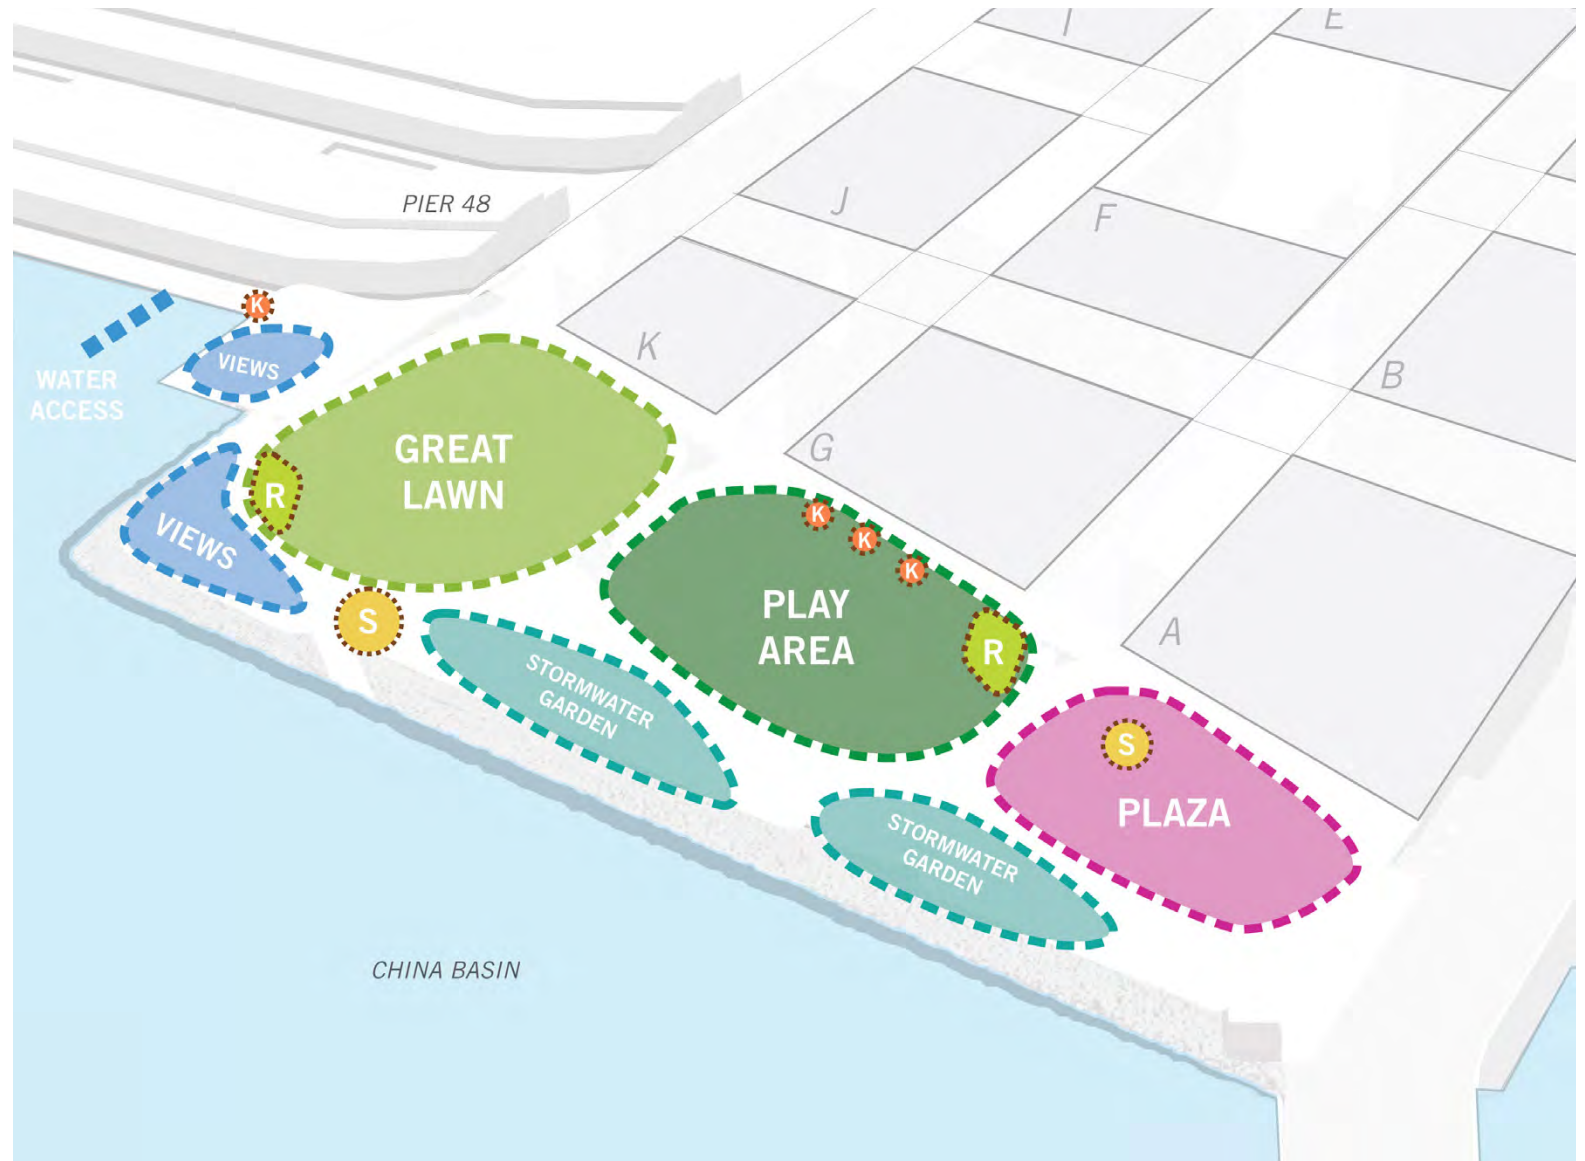 I
E
J
PIER 48
F
K
VIEWS
K
WATER
ACCESS
B
GREAT
LAWN
G
R
K
K
VIEWS
K
PLAY
AREA
S
R
A
STORMWATER
GARDEN
S
PLAZA
STORMWATER
GARDEN
CHINA BASIN